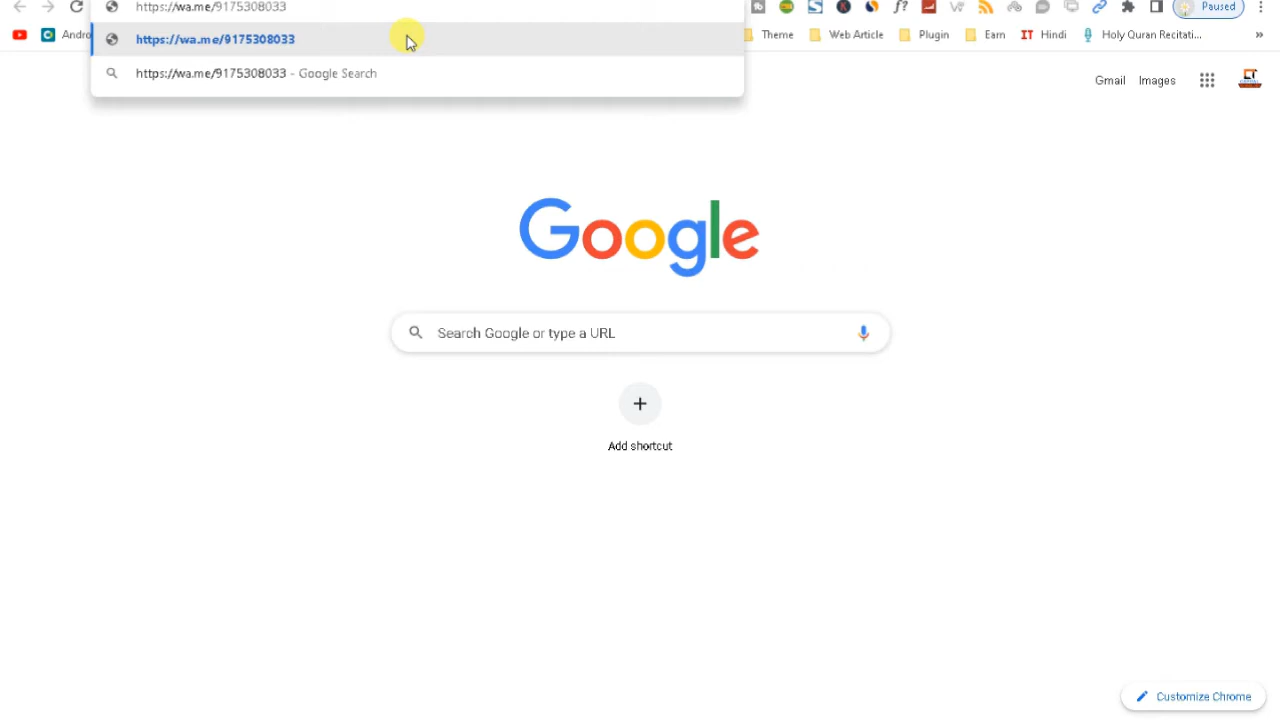 https://wa.me/9175308033
Paused
https://wa.me/9175308033
Andro
Theme
Web Article
Plugin
Earn
IT Hindi
Holy Quran Recitati...
»
https://wa.me/9175308033 - Google Search
Gmail
Images
Google
Search Google or type a URL
Add shortcut
Customize Chrome